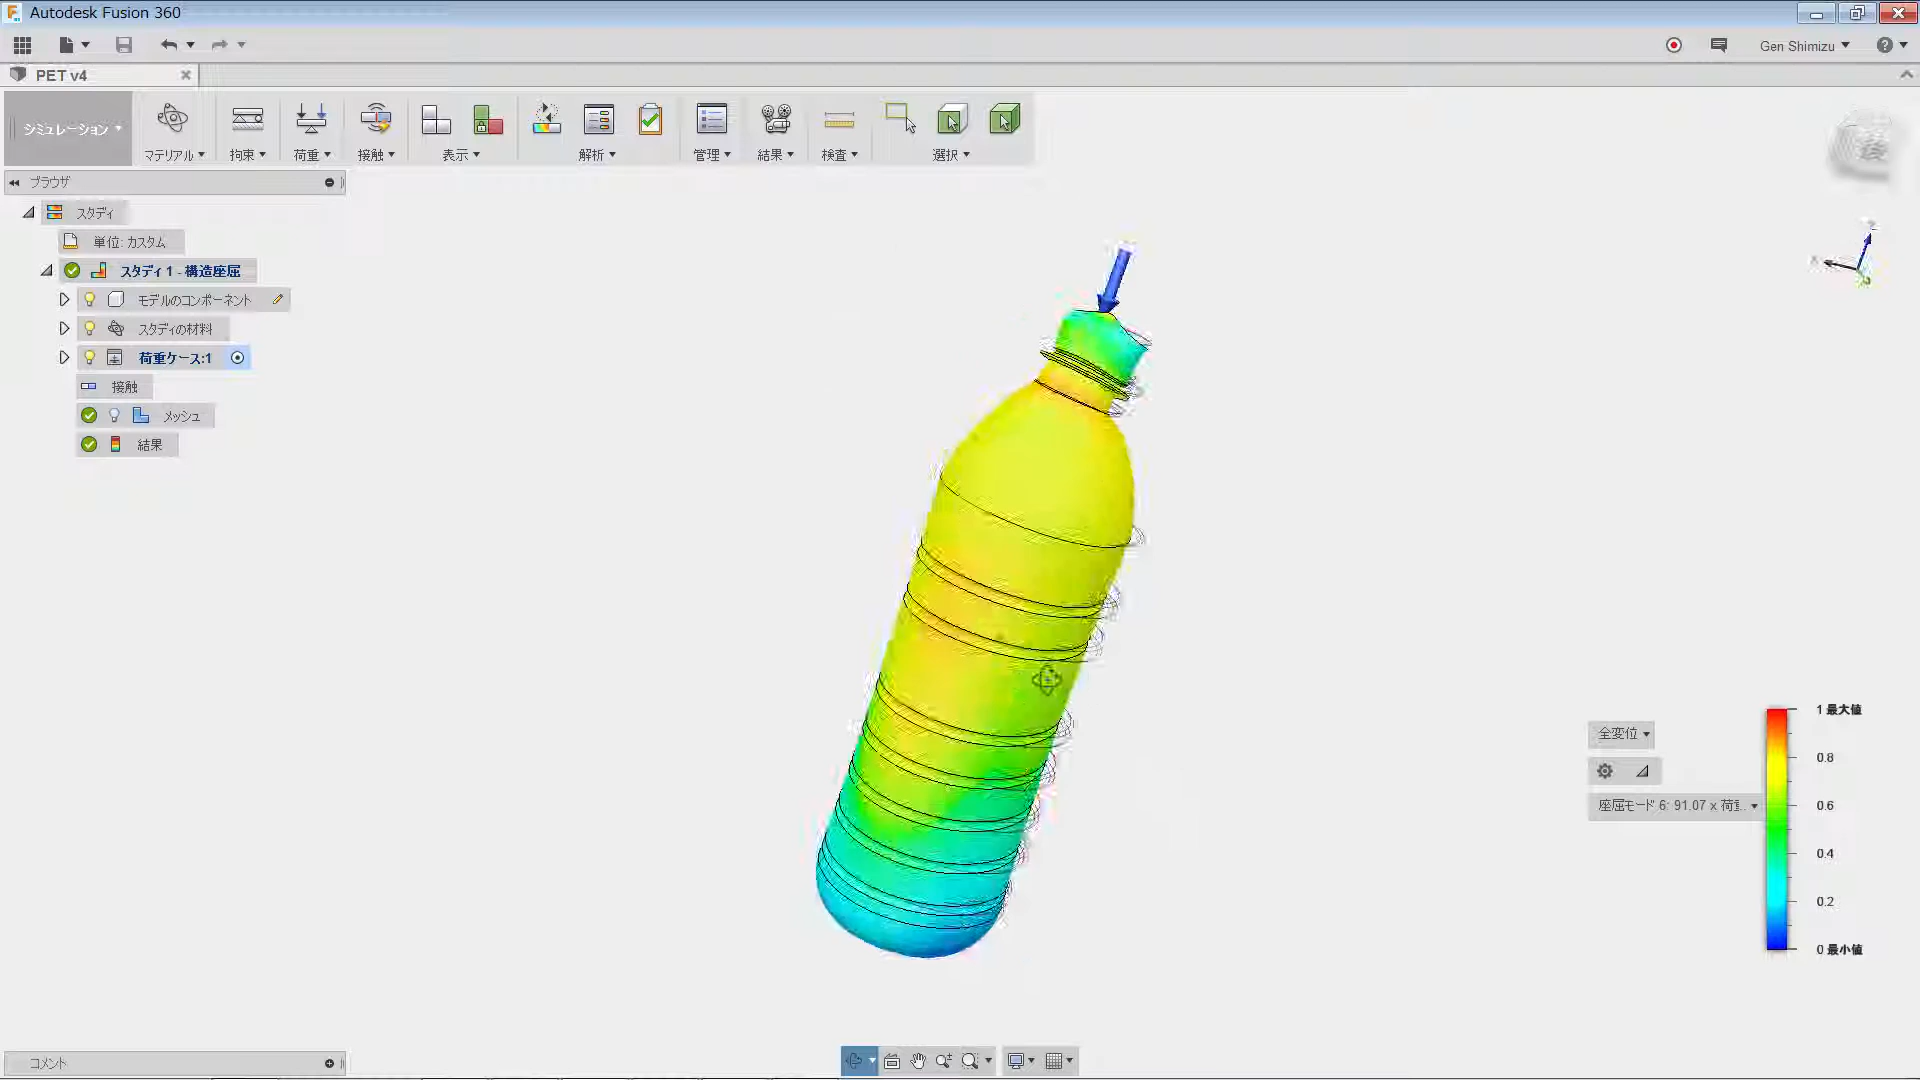 Autodesk Fusion 360
Gen Shimizu
PET v4
シミュレーション
マテリアル
拘束
荷重
接触
表示
解析
管理
結果
検査
選択
ブラウザ
スタディ
単位: カスタム
スタディ 1 - 構造座屈
モデルのコンポーネント
スタディの材料
荷重ケース:1
接触
メッシュ
結果
後
Z
X
1 最大値
全変位
0.8
座屈モード 6: 91.07 x 荷重..
0.6
0.4
0.2
0 最小値
コメント